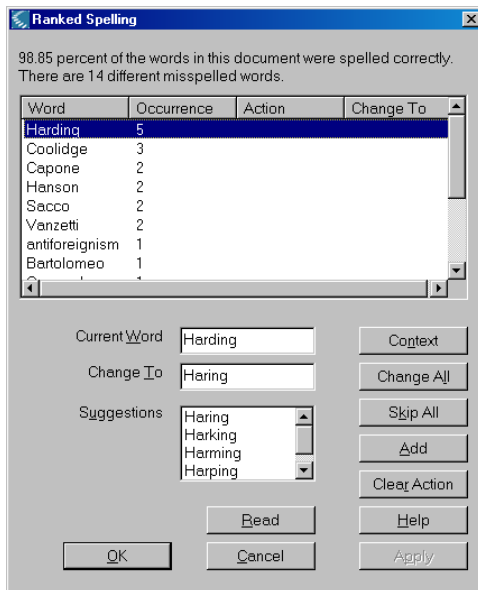 Ranked Spelling
98.85 percent of the words in this document were spelled correctly.
There are 14 different misspelled words.
Word Occurrence Action Change To
Harding 5
Coolidge 3
Capone 2
Hanson 2
Sacco 2
Vanzetti 2
antiforeignism 1
Bartolomeo 1
Current Word Harding Context
Change To Haring Change All
Suggestions Haring Skip All
Harking
Harming Add
Harping
Clear Action
Read Help
OK Cancel Apply